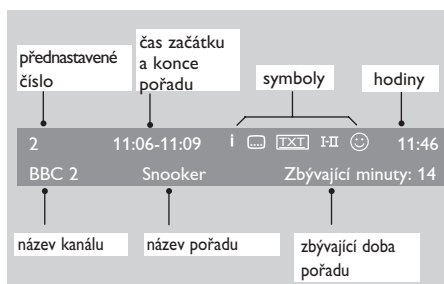 přednastavené
číslo
čas začátku
a konce
pořadu
symboly
hodiny
2 11:06-11:09 i .... TXT I-II 11:46
BBC 2 Snooker Zbývající minuty: 14
název kanálu
název pořadu
zbývající doba
pořadu